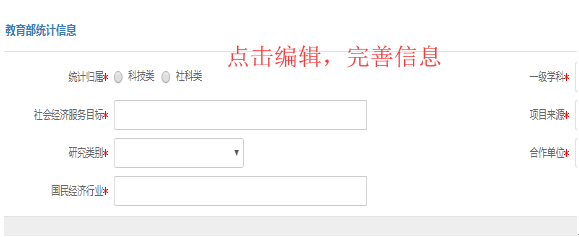 教育部统计信息
点击编辑，完善信息
统计归属* 科技类 社科类 一级学科*
社会经济服务目标* 项目来源*
研究类别* 合作单位*
国民经济行业*